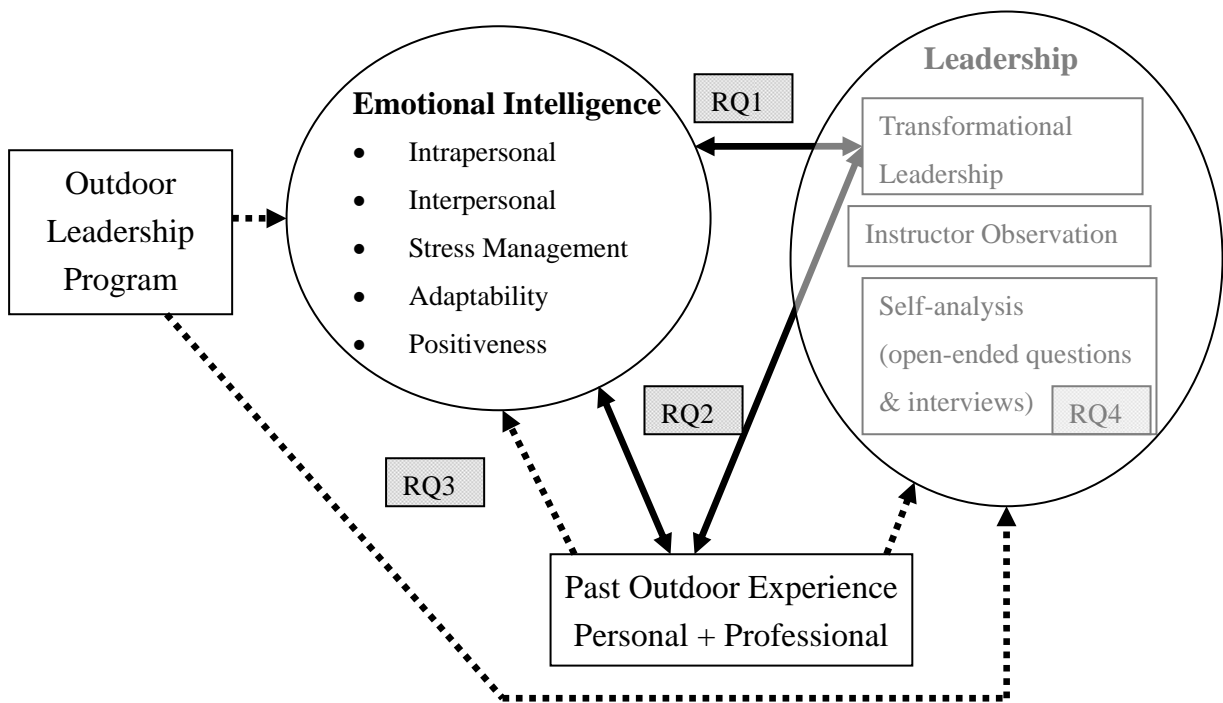 Outdoor
Leadership
Program
Emotional Intelligence
• Intrapersonal
• Interpersonal
• Stress Management
• Adaptability
• Positiveness
RQ1
Leadership
Transformational
Leadership
Instructor Observation
Self-analysis
(open-ended questions
& interviews)
RQ4
RQ2
RQ3
Past Outdoor Experience
Personal + Professional